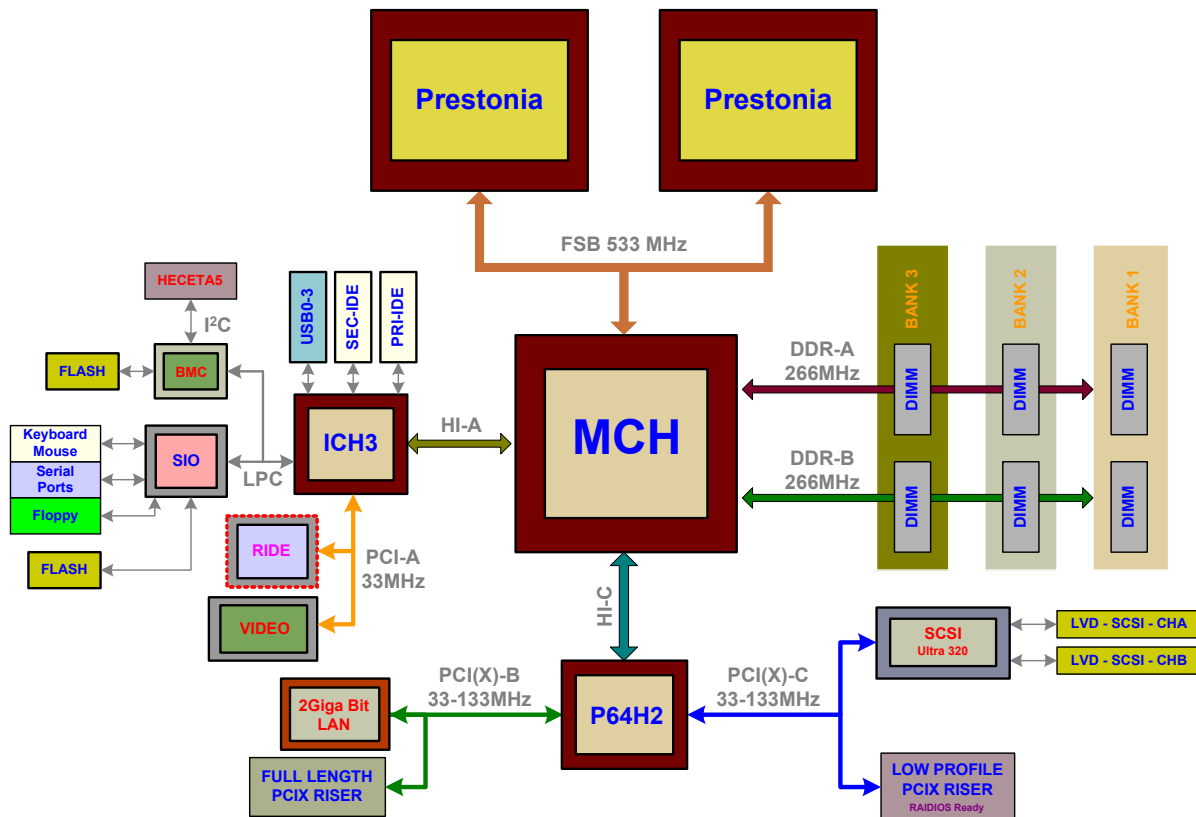 Prestonia
Prestonia
FSB 533 MHz
HECETA5
I²C
FLASH
BMC
USB0-3
SEC-IDE
PRI-IDE
BANK 3
BANK 2
BANK 1
DDR-A
266MHz
DIMM
DIMM
DIMM
Keyboard
Mouse
Serial
Ports
Floppy
FLASH
SIO
LPC
ICH3
HI-A
MCH
DDR-B
266MHz
DIMM
DIMM
DIMM
RIDE
PCI-A
33MHz
VIDEO
HI-C
SCSI
Ultra 320
LVD - SCSI - CHA
LVD - SCSI - CHB
2Giga Bit
LAN
PCI(X)-B
33-133MHz
P64H2
PCI(X)-C
33-133MHz
FULL LENGTH
PCIX RISER
LOW PROFILE
PCIX RISER
RAIDIOS Ready